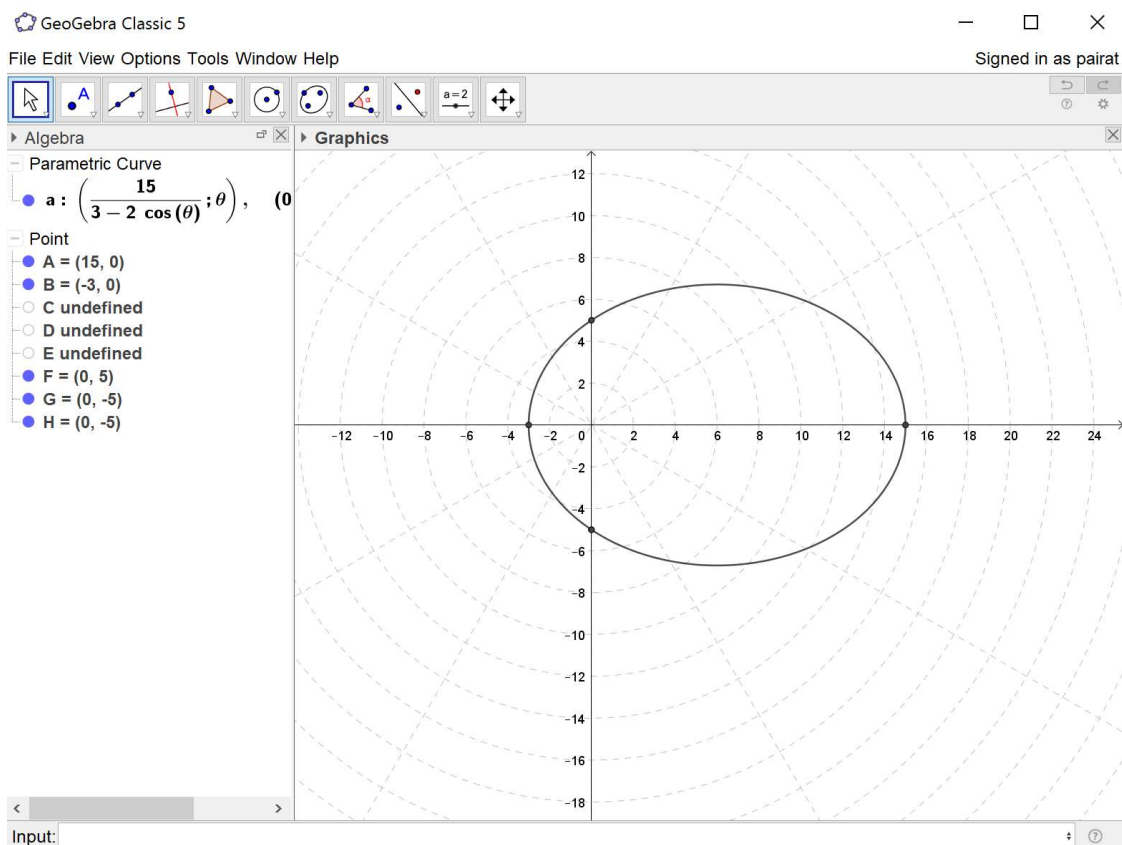 GeoGebra Classic 5
File Edit View Options Tools Window Help
Signed in as pairat
A
α
a=2
Algebra
Graphics
Parametric Curve
a : ( 15 / 3 − 2 cos(θ) ; θ ),   (0
Point
A = (15, 0)
B = (-3, 0)
C undefined
D undefined
E undefined
F = (0, 5)
G = (0, -5)
H = (0, -5)
12
10
8
6
4
2
−12 −10 −8 −6 −4 −2 0 2 4 6 8 10 12 14 16 18 20 22 24
−2
−4
−6
−8
−10
−12
−14
−16
−18
Input: